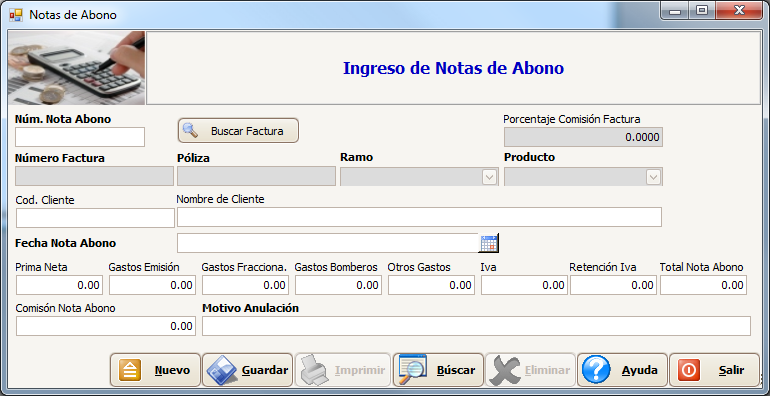 Notas de Abono
Ingreso de Notas de Abono
Núm. Nota Abono
Buscar Factura
Porcentaje Comisión Factura
0.0000
Número Factura Póliza Ramo Producto
Cod. Cliente Nombre de Cliente
Fecha Nota Abono
Prima Neta Gastos Emisión Gastos Fracciona. Gastos Bomberos Otros Gastos Iva Retención Iva Total Nota Abono
0.00 0.00 0.00 0.00 0.00 0.00 0.00 0.00
Comisón Nota Abono Motivo Anulación
0.00
Nuevo Guardar Imprimir Búscar Eliminar Ayuda Salir